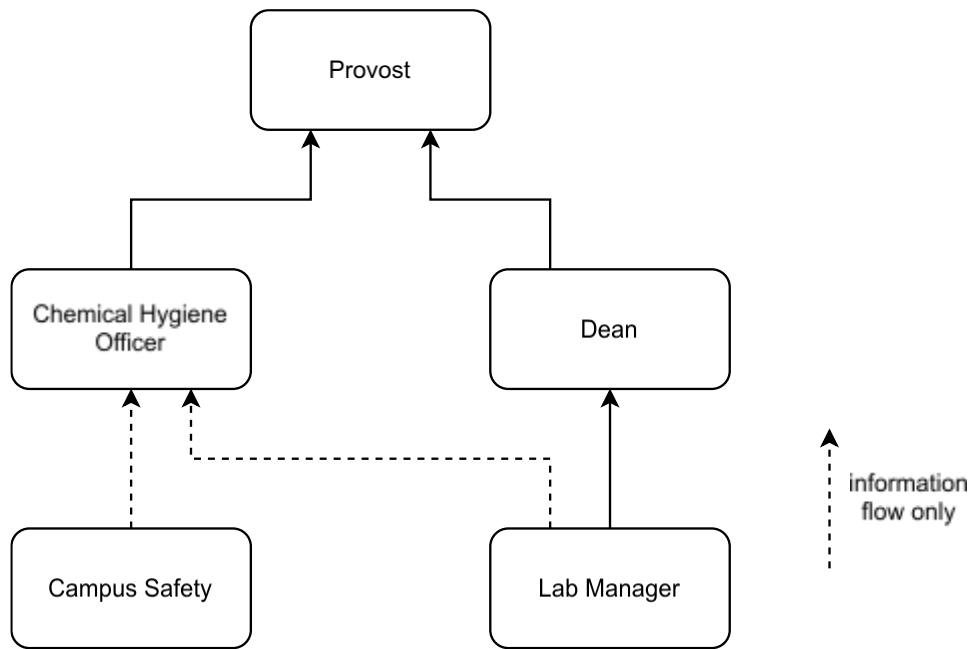 Provost
Chemical Hygiene
Officer
Dean
information
flow only
Campus Safety
Lab Manager